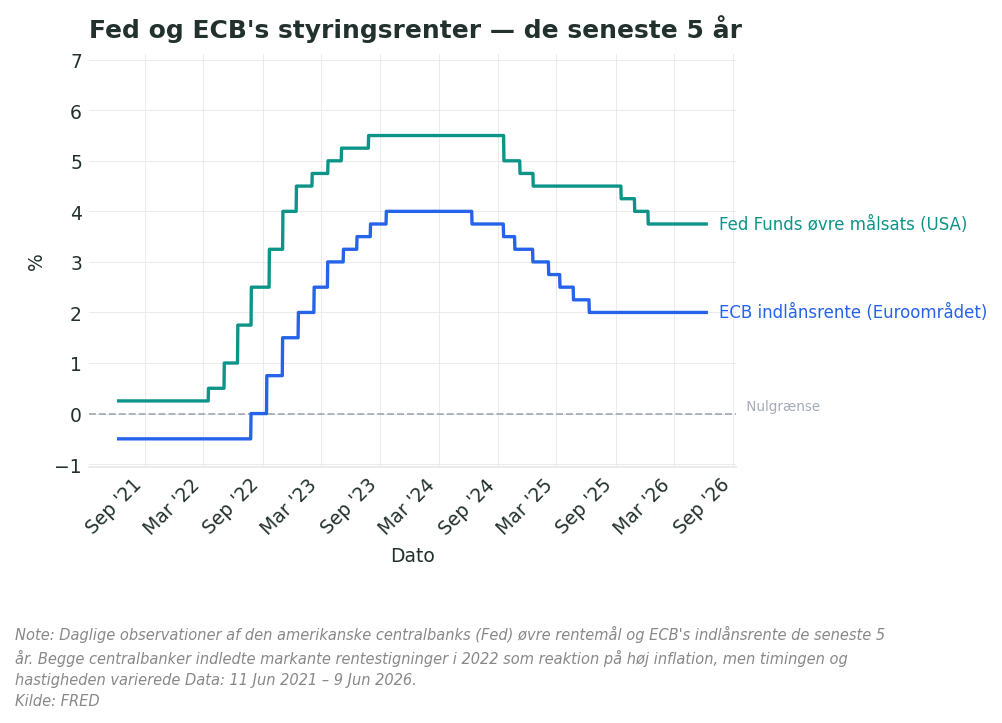 Fed og ECB's styringsrenter — de seneste 5 år
7
6
5
4
3
2
1
0
−1
%
Fed Funds øvre målsats (USA)
ECB indlånsrente (Euroområdet)
Nulgrænse
Sep '21
Mar '22
Sep '22
Mar '23
Sep '23
Mar '24
Sep '24
Mar '25
Sep '25
Mar '26
Sep '26
Dato
Note: Daglige observationer af den amerikanske centralbanks (Fed) øvre rentemål og ECB's indlånsrente de seneste 5
år. Begge centralbanker indledte markante rentestigninger i 2022 som reaktion på høj inflation, men timingen og
hastigheden varierede Data: 11 Jun 2021 – 9 Jun 2026.
Kilde: FRED